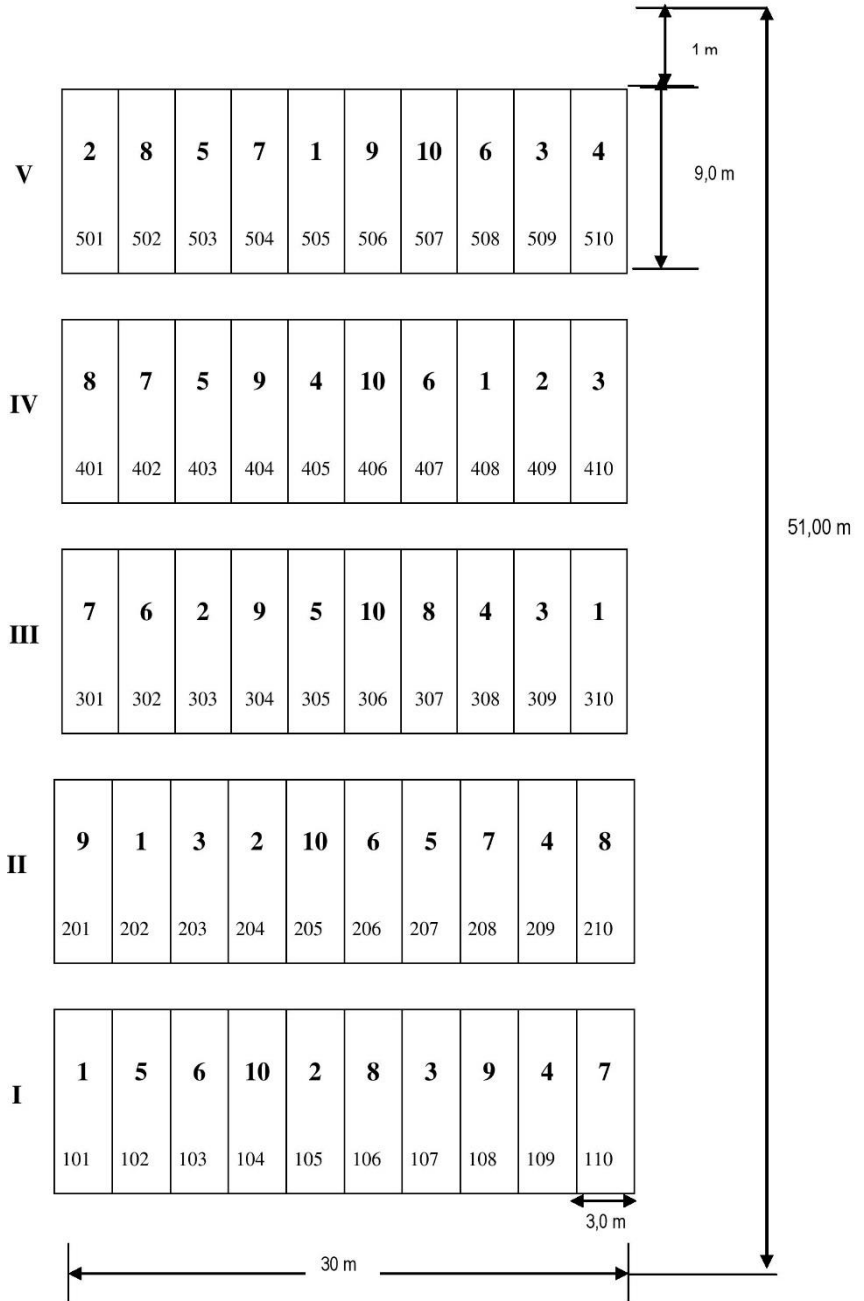 1 m
V 2 8 5 7 1 9 10 6 3 4
9,0 m
501 502 503 504 505 506 507 508 509 510
IV 8 7 5 9 4 10 6 1 2 3
401 402 403 404 405 406 407 408 409 410
51,00 m
III 7 6 2 9 5 10 8 4 3 1
301 302 303 304 305 306 307 308 309 310
II 9 1 3 2 10 6 5 7 4 8
201 202 203 204 205 206 207 208 209 210
I 1 5 6 10 2 8 3 9 4 7
101 102 103 104 105 106 107 108 109 110
3,0 m
30 m